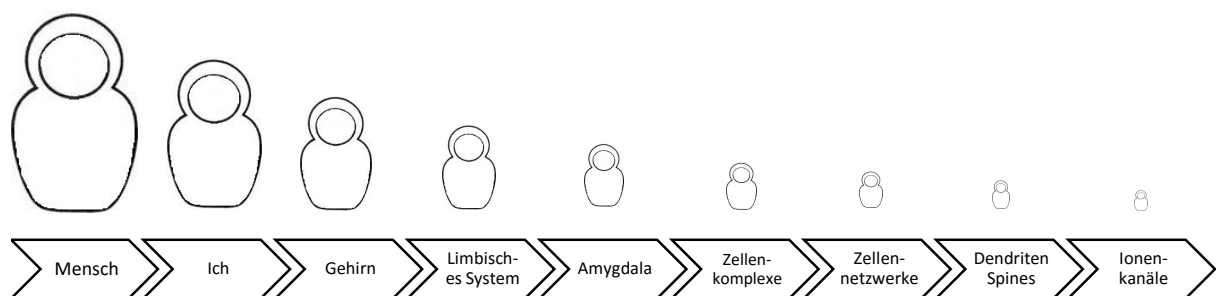 Mensch
Ich
Gehirn
Limbisch-
es System
Amygdala
Zellen-
komplexe
Zellen-
netzwerke
Dendriten
Spines
Ionen-
kanäle